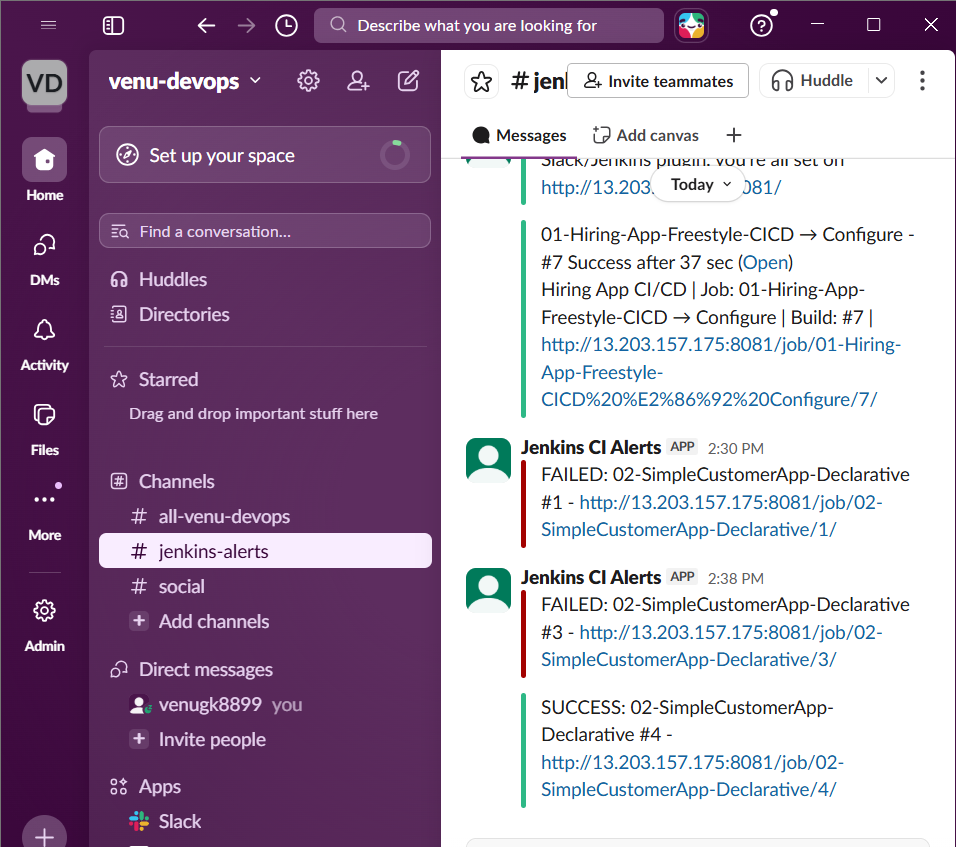 Describe what you are looking for
VD
venu-devops
Set up your space
Find a conversation...
Home
DMs
Activity
Files
More
Admin
Huddles
Directories
Starred
Drag and drop important stuff here
Channels
# all-venu-devops
# jenkins-alerts
# social
+ Add channels
Direct messages
venugk8899 you
+ Invite people
Apps
Slack
# jen
Invite teammates
Huddle
Messages
Add canvas
Slack/Jenkins plugin: you're all set on
http://13.203. 081/
Today
01-Hiring-App-Freestyle-CICD → Configure -
#7 Success after 37 sec (Open)
Hiring App CI/CD | Job: 01-Hiring-App-
Freestyle-CICD → Configure | Build: #7 |
http://13.203.157.175:8081/job/01-Hiring-
App-Freestyle-
CICD%20%E2%86%92%20Configure/7/
Jenkins CI Alerts APP 2:30 PM
FAILED: 02-SimpleCustomerApp-Declarative
#1 - http://13.203.157.175:8081/job/02-
SimpleCustomerApp-Declarative/1/
Jenkins CI Alerts APP 2:38 PM
FAILED: 02-SimpleCustomerApp-Declarative
#3 - http://13.203.157.175:8081/job/02-
SimpleCustomerApp-Declarative/3/
SUCCESS: 02-SimpleCustomerApp-
Declarative #4 -
http://13.203.157.175:8081/job/02-
SimpleCustomerApp-Declarative/4/